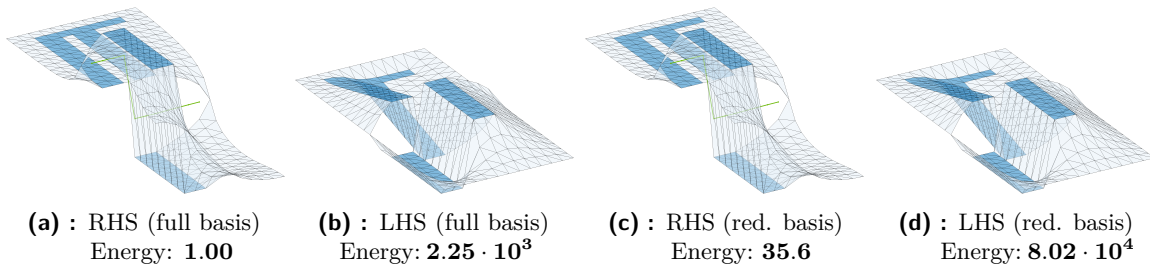 (a) : RHS (full basis)
Energy: 1.00
(b) : LHS (full basis)
Energy: 2.25 · 10³
(c) : RHS (red. basis)
Energy: 35.6
(d) : LHS (red. basis)
Energy: 8.02 · 10⁴